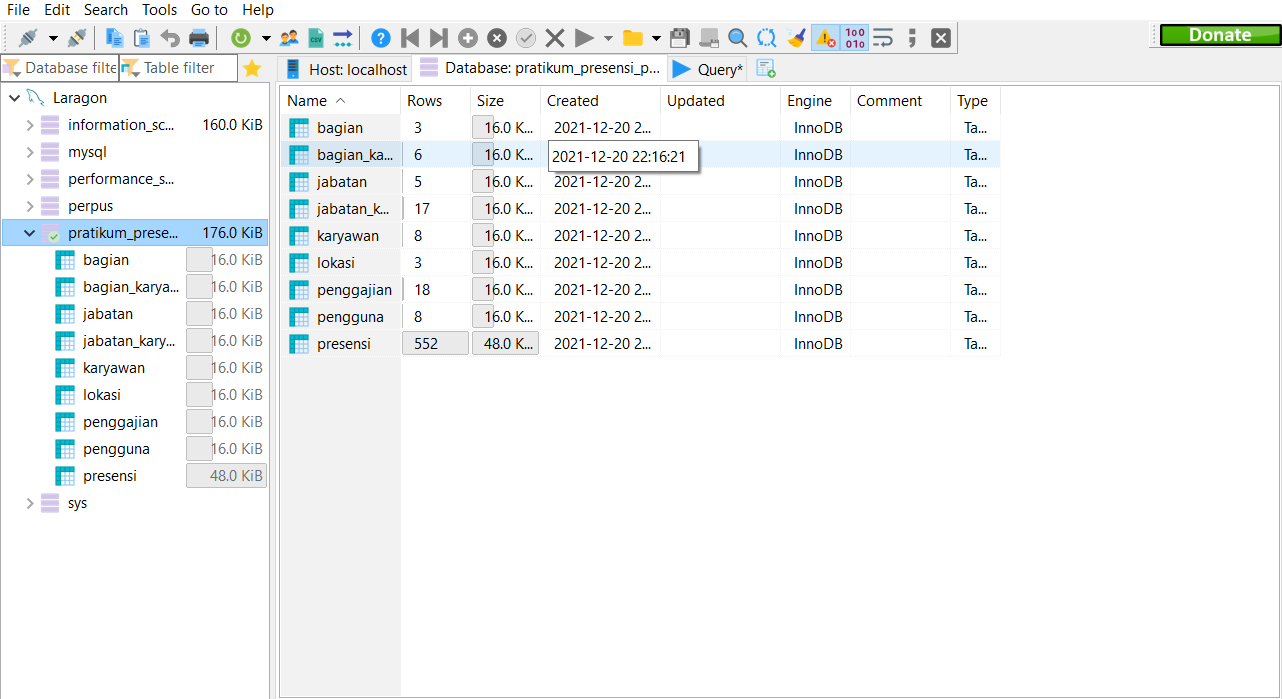 File Edit Search Tools Go to Help
Donate
Database filte Table filter Host: localhost Database: pratikum_presensi_p... Query*
Laragon
information_sc... 160.0 KiB
mysql
performance_s...
perpus
pratikum_prese... 176.0 KiB
bagian 16.0 KiB
bagian_karya... 16.0 KiB
jabatan 16.0 KiB
jabatan_kary... 16.0 KiB
karyawan 16.0 KiB
lokasi 16.0 KiB
penggajian 16.0 KiB
pengguna 16.0 KiB
presensi 48.0 KiB
sys
Name Rows Size Created Updated Engine Comment Type
bagian 3 16.0 K... 2021-12-20 2... InnoDB Ta...
bagian_ka... 6 16.0 K... 2021-12-20 22:16:21 InnoDB Ta...
jabatan 5 16.0 K... 2021-12-20 2... InnoDB Ta...
jabatan_k... 17 16.0 K... 2021-12-20 2... InnoDB Ta...
karyawan 8 16.0 K... 2021-12-20 2... InnoDB Ta...
lokasi 3 16.0 K... 2021-12-20 2... InnoDB Ta...
penggajian 18 16.0 K... 2021-12-20 2... InnoDB Ta...
pengguna 8 16.0 K... 2021-12-20 2... InnoDB Ta...
presensi 552 48.0 K... 2021-12-20 2... InnoDB Ta...